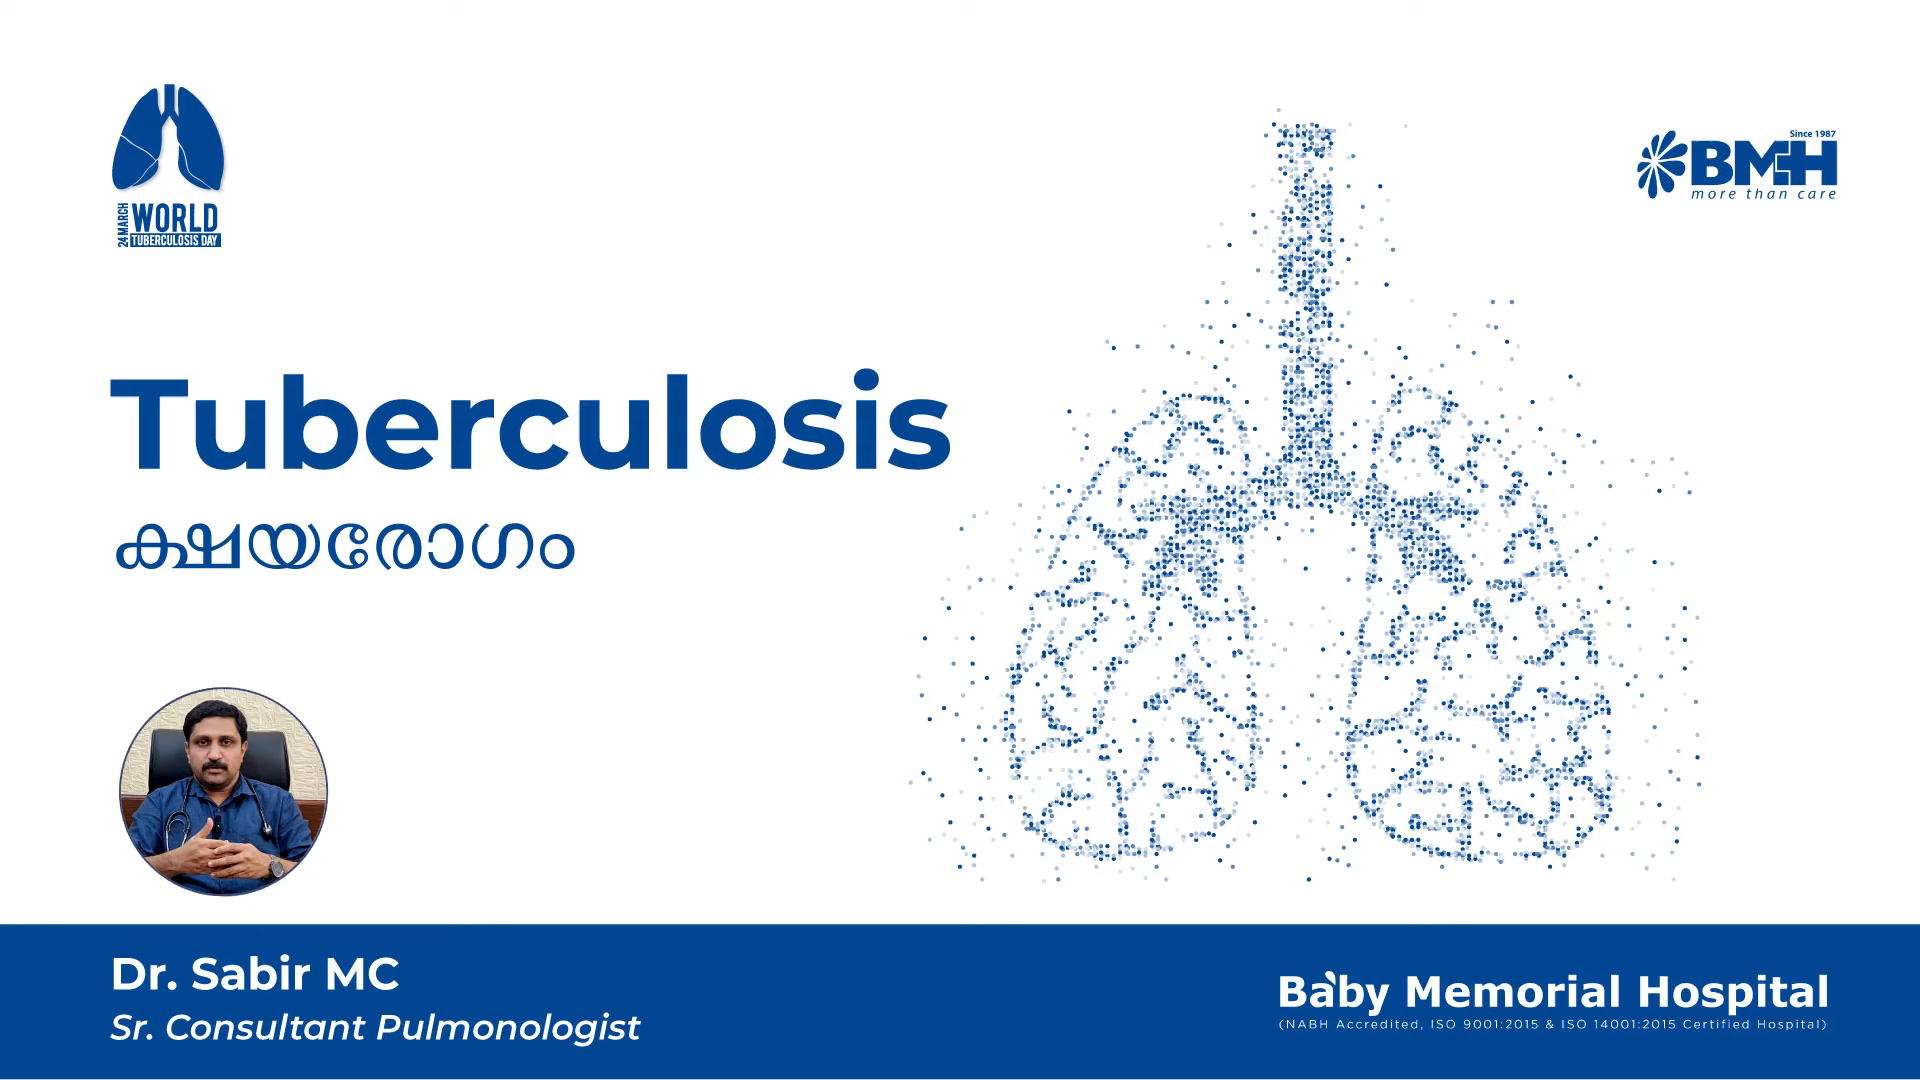 24 MARCH
WORLD
TUBERCULOSIS DAY
Since 1987
BMH
more than care
Tuberculosis
ക്ഷയരോഗം
Dr. Sabir MC
Sr. Consultant Pulmonologist
Baby Memorial Hospital
(NABH Accredited, ISO 9001:2015 & ISO 14001:2015 Certified Hospital)